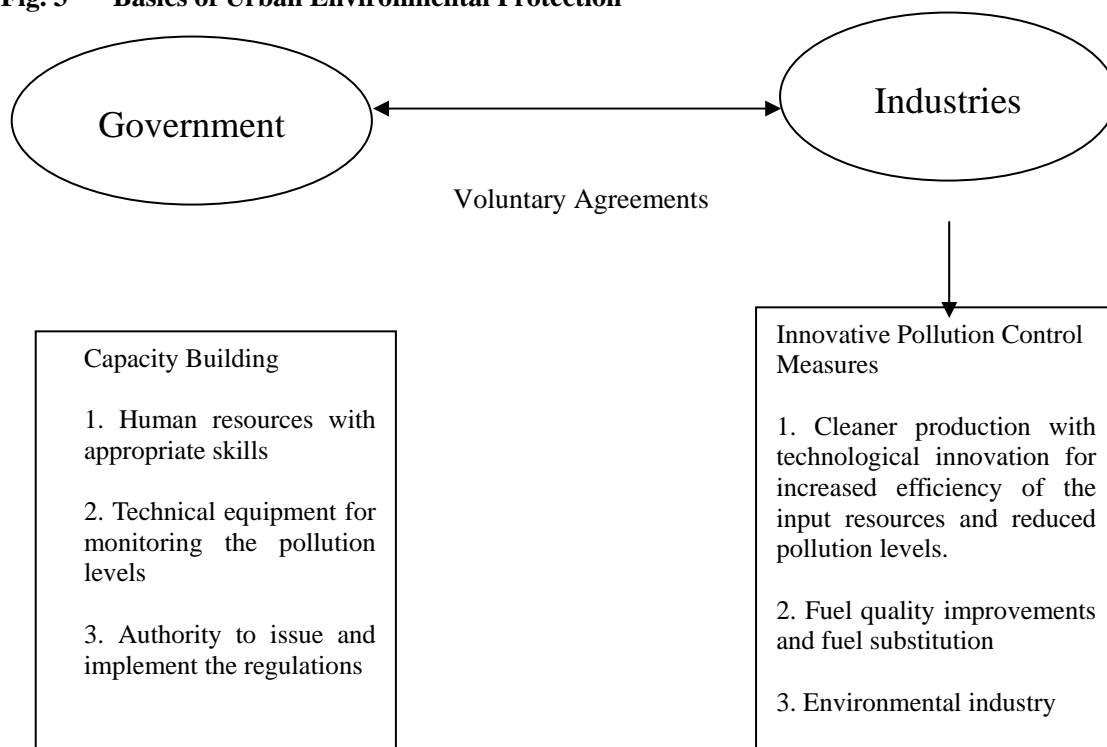 Fig. 3 Basics of Urban Environmental Protection
Government
Industries
Voluntary Agreements
Capacity Building
1. Human resources with
appropriate skills
2. Technical equipment for
monitoring the pollution
levels
3. Authority to issue and
implement the regulations
Innovative Pollution Control
Measures
1. Cleaner production with
technological innovation for
increased efficiency of the
input resources and reduced
pollution levels.
2. Fuel quality improvements
and fuel substitution
3. Environmental industry